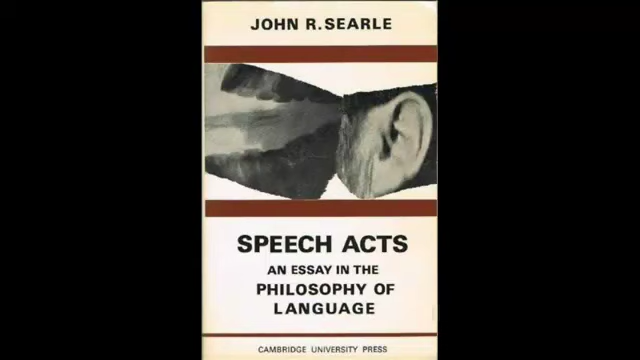 JOHN R. SEARLE
SPEECH ACTS
AN ESSAY IN THE
PHILOSOPHY OF
LANGUAGE
CAMBRIDGE UNIVERSITY PRESS